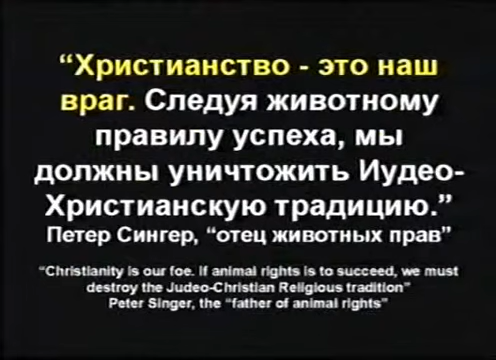 “Христианство - это наш
враг. Следуя животному
правилу успеха, мы
должны уничтожить Иудео-
Христианскую традицию.”
Петер Сингер, “отец животных прав”
“Christianity is our foe. If animal rights is to succeed, we must
destroy the Judeo-Christian Religious tradition”
Peter Singer, the “father of animal rights”